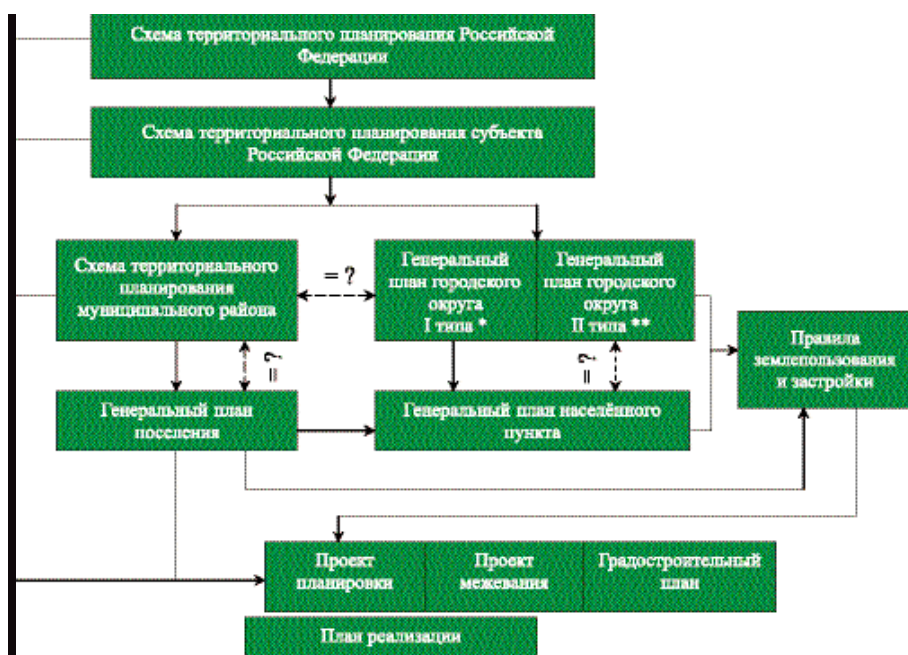 Схема территориального планирования Российской
Федерации
Схема территориального планирования субъекта
Российской Федерации
Схема территориального
планирования
муниципального района
= ?
Генеральный
план городского
округа
I типа *
Генеральный
план городского
округа
II типа **
Правила
землепользования
и застройки
= ?
= ?
Генеральный план
поселения
Генеральный план населённого
пункта
Проект
планировки
Проект
межевания
Градостроительный
план
План реализации